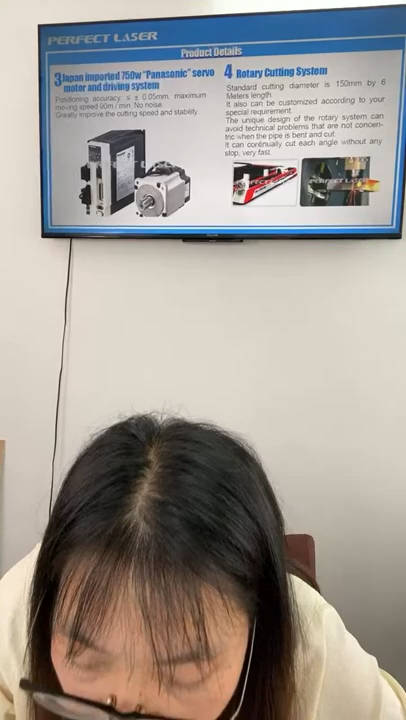 PERFECT LASER
Product Details
3 Japan imported 750w "Panasonic" servo
motor and driving system
Positioning accuracy: ≤ ± 0.05mm, maximum
moving speed 90m / min. No noise.
Greatly improve the cutting speed and stability.
4 Rotary Cutting System
Standard cutting diameter is 150mm by 6
Meters length
It also can be customized according to your
special requirement.
The unique design of the rotary system can
avoid technical problems that are not concen-
tric when the pipe is bent and cut
It can continually cut each angle without any
stop, very fast.
PERFECT LASER